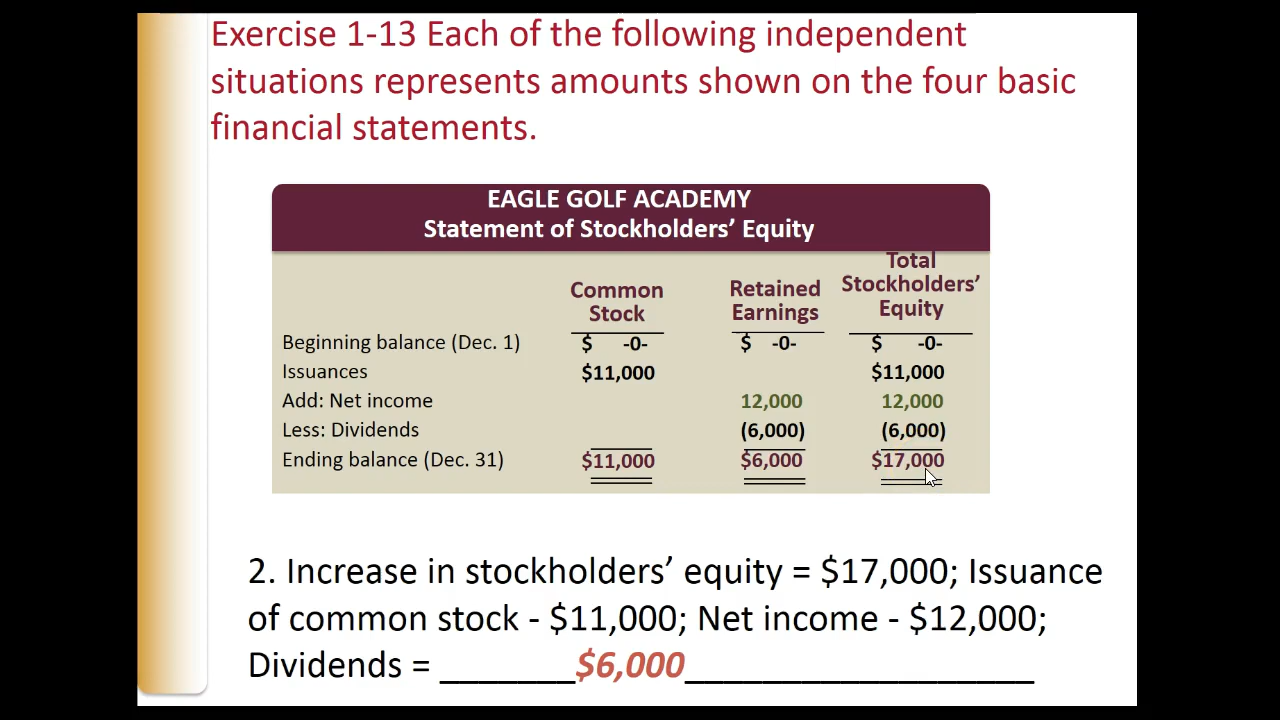 Exercise 1-13 Each of the following independent
situations represents amounts shown on the four basic
financial statements.
EAGLE GOLF ACADEMY
Statement of Stockholders’ Equity
Common Stock Retained Earnings Total Stockholders’ Equity
Beginning balance (Dec. 1) $ -0- $ -0- $ -0-
Issuances $11,000 $11,000
Add: Net income 12,000 12,000
Less: Dividends (6,000) (6,000)
Ending balance (Dec. 31) $11,000 $6,000 $17,000
2. Increase in stockholders’ equity = $17,000; Issuance
of common stock - $11,000; Net income - $12,000;
Dividends = _______$6,000__________________